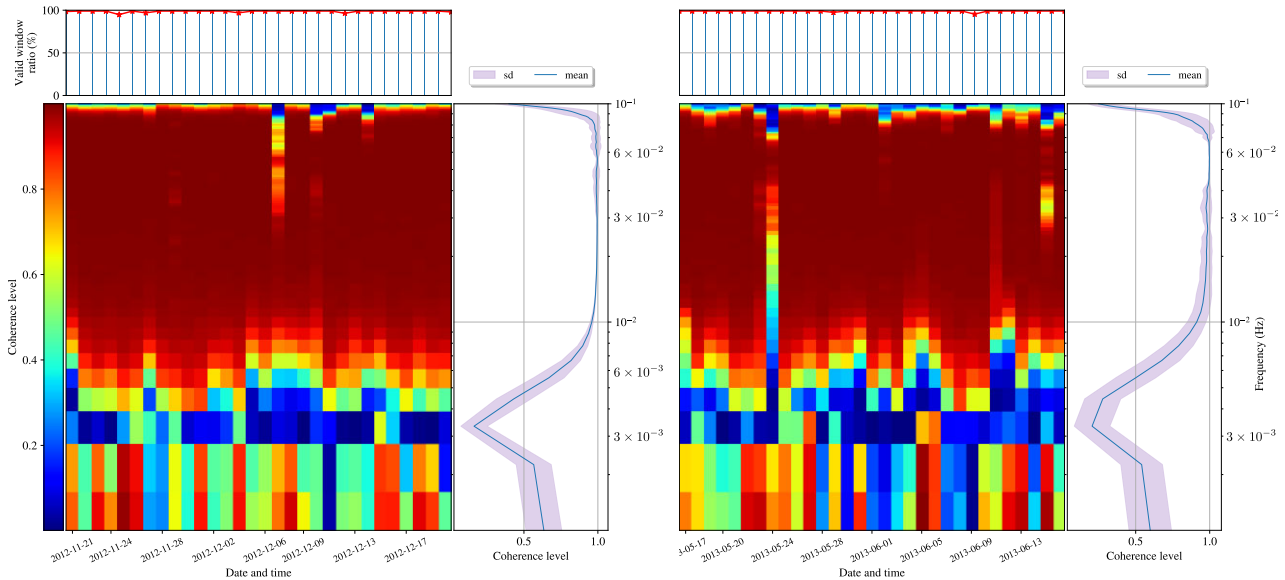 100
50
0
Valid window
ratio (%)
sd
mean
sd
mean
0.8
0.6
0.4
0.2
Coherence level
10⁻¹
6 × 10⁻²
3 × 10⁻²
10⁻²
6 × 10⁻³
3 × 10⁻³
10⁻¹
6 × 10⁻²
3 × 10⁻²
10⁻²
6 × 10⁻³
3 × 10⁻³
Frequency (Hz)
2012-11-21
2012-11-24
2012-11-28
2012-12-02
2012-12-06
2012-12-09
2012-12-13
2012-12-17
Date and time
0.5
1.0
Coherence level
3-05-17
2013-05-20
2013-05-24
2013-05-28
2013-06-01
2013-06-05
2013-06-09
2013-06-13
Date and time
0.5
1.0
Coherence level